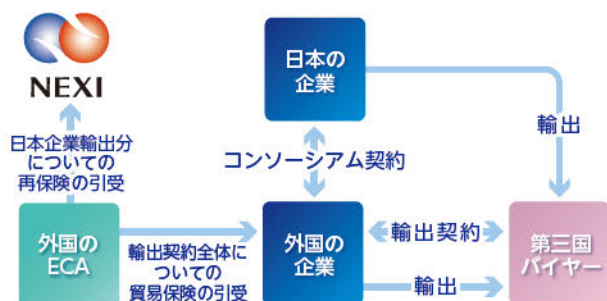 NEXI
日本の
企業
輸出
日本企業輸出分
についての
再保険の引受
コンソーシアム契約
外国の
ECA
輸出契約全体に
ついての
貿易保険の引受
外国の
企業
輸出契約
輸出
第三国
バイヤー